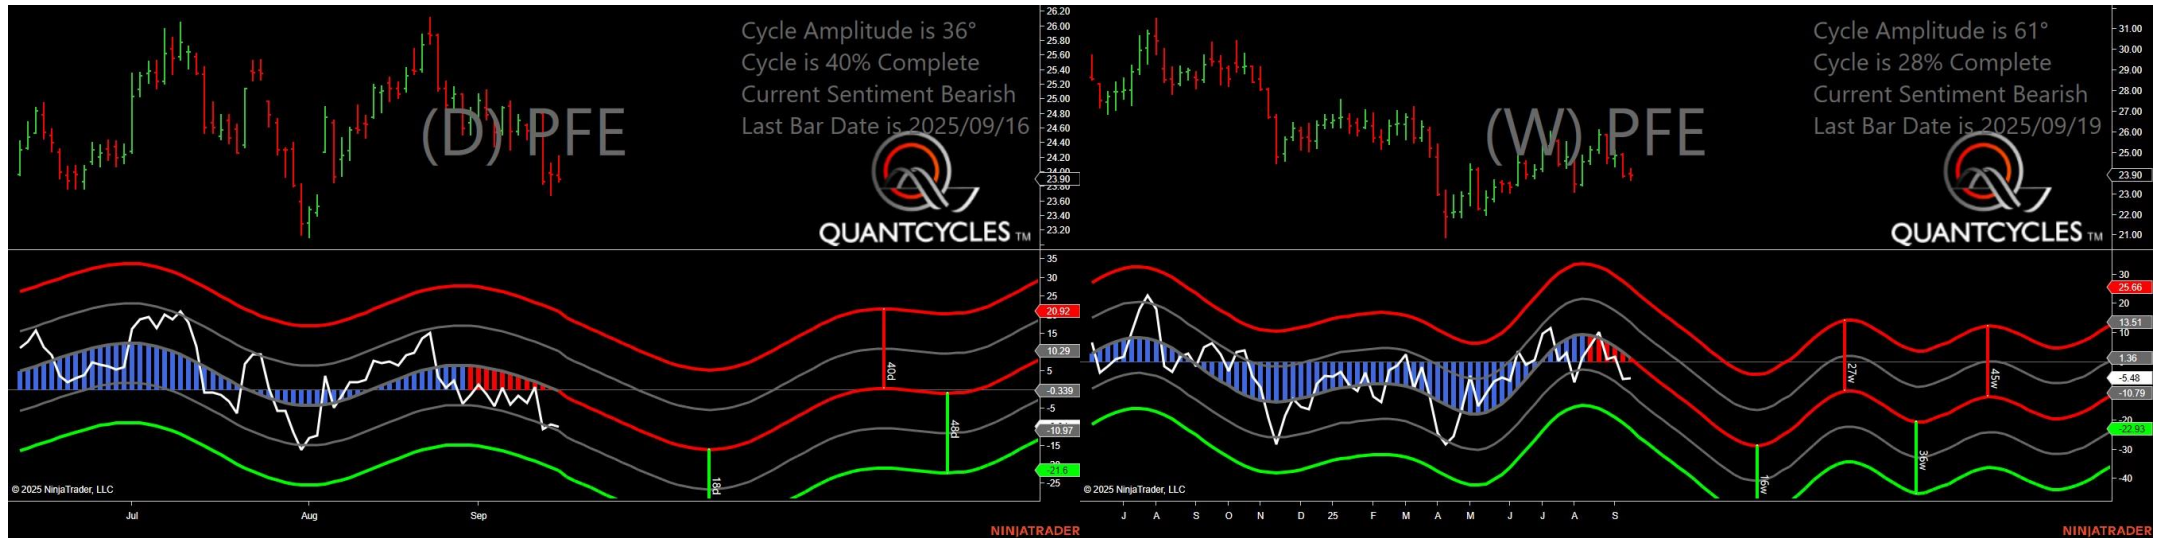 Cycle Amplitude is 36°
Cycle is 40% Complete
Current Sentiment Bearish
Last Bar Date is 2025/09/16
(D) PFE
QUANTCYCLES TM
26.20
26.00
25.80
25.60
25.40
25.20
25.00
24.80
24.60
24.40
24.20
24.00
23.90
23.80
23.60
23.40
23.20
35
30
25
20.92
15
10.29
5
-0.339
-5
-10.97
-15
-21.6
-25
40d
48d
18d
© 2025 NinjaTrader, LLC
Jul
Aug
Sep
NINJATRADER
Cycle Amplitude is 61°
Cycle is 28% Complete
Current Sentiment Bearish
Last Bar Date is 2025/09/19
(W) PFE
QUANTCYCLES TM
31.00
30.00
29.00
28.00
27.00
26.00
25.00
23.90
23.00
22.00
21.00
30
25.66
20
13.51
10
1.36
-5.48
-10.79
-20
-22.93
-30
-40
27w
45w
36w
16w
© 2025 NinjaTrader, LLC
J
A
S
O
N
D
25
F
M
A
M
J
J
A
S
NINJATRADER